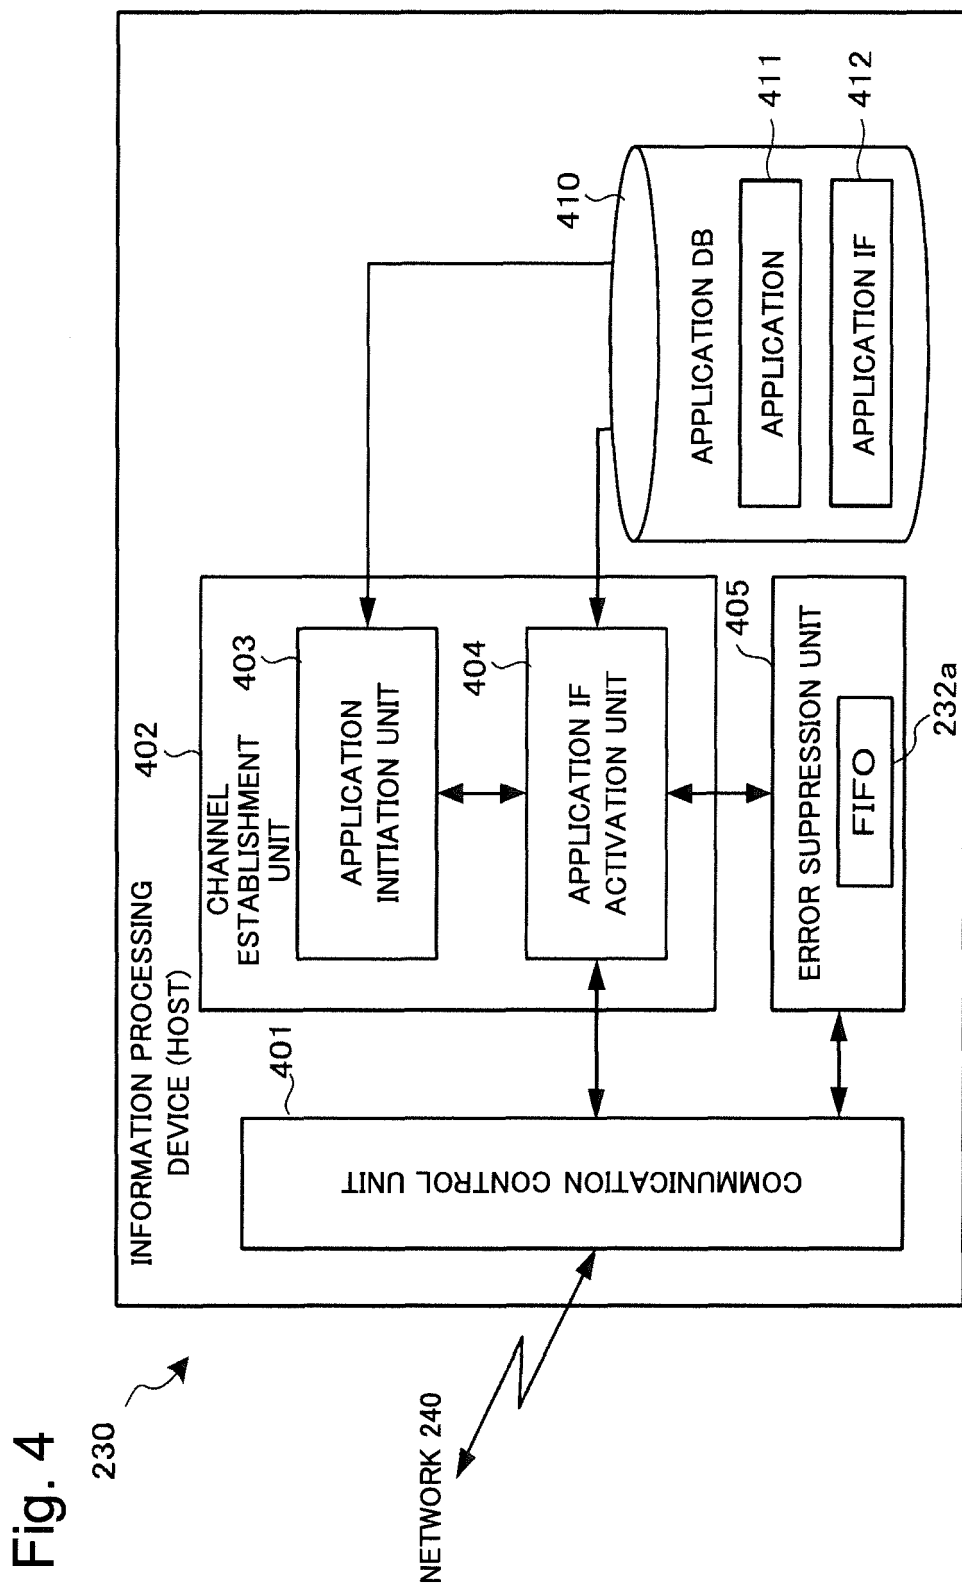 Fig. 4
230
NETWORK 240
INFORMATION PROCESSING
DEVICE (HOST)
401
COMMUNICATION CONTROL UNIT
402
CHANNEL
ESTABLISHMENT
UNIT
403
APPLICATION
INITIATION UNIT
404
APPLICATION IF
ACTIVATION UNIT
405
ERROR SUPPRESSION UNIT
FIFO
232a
410
APPLICATION DB
411
APPLICATION
412
APPLICATION IF